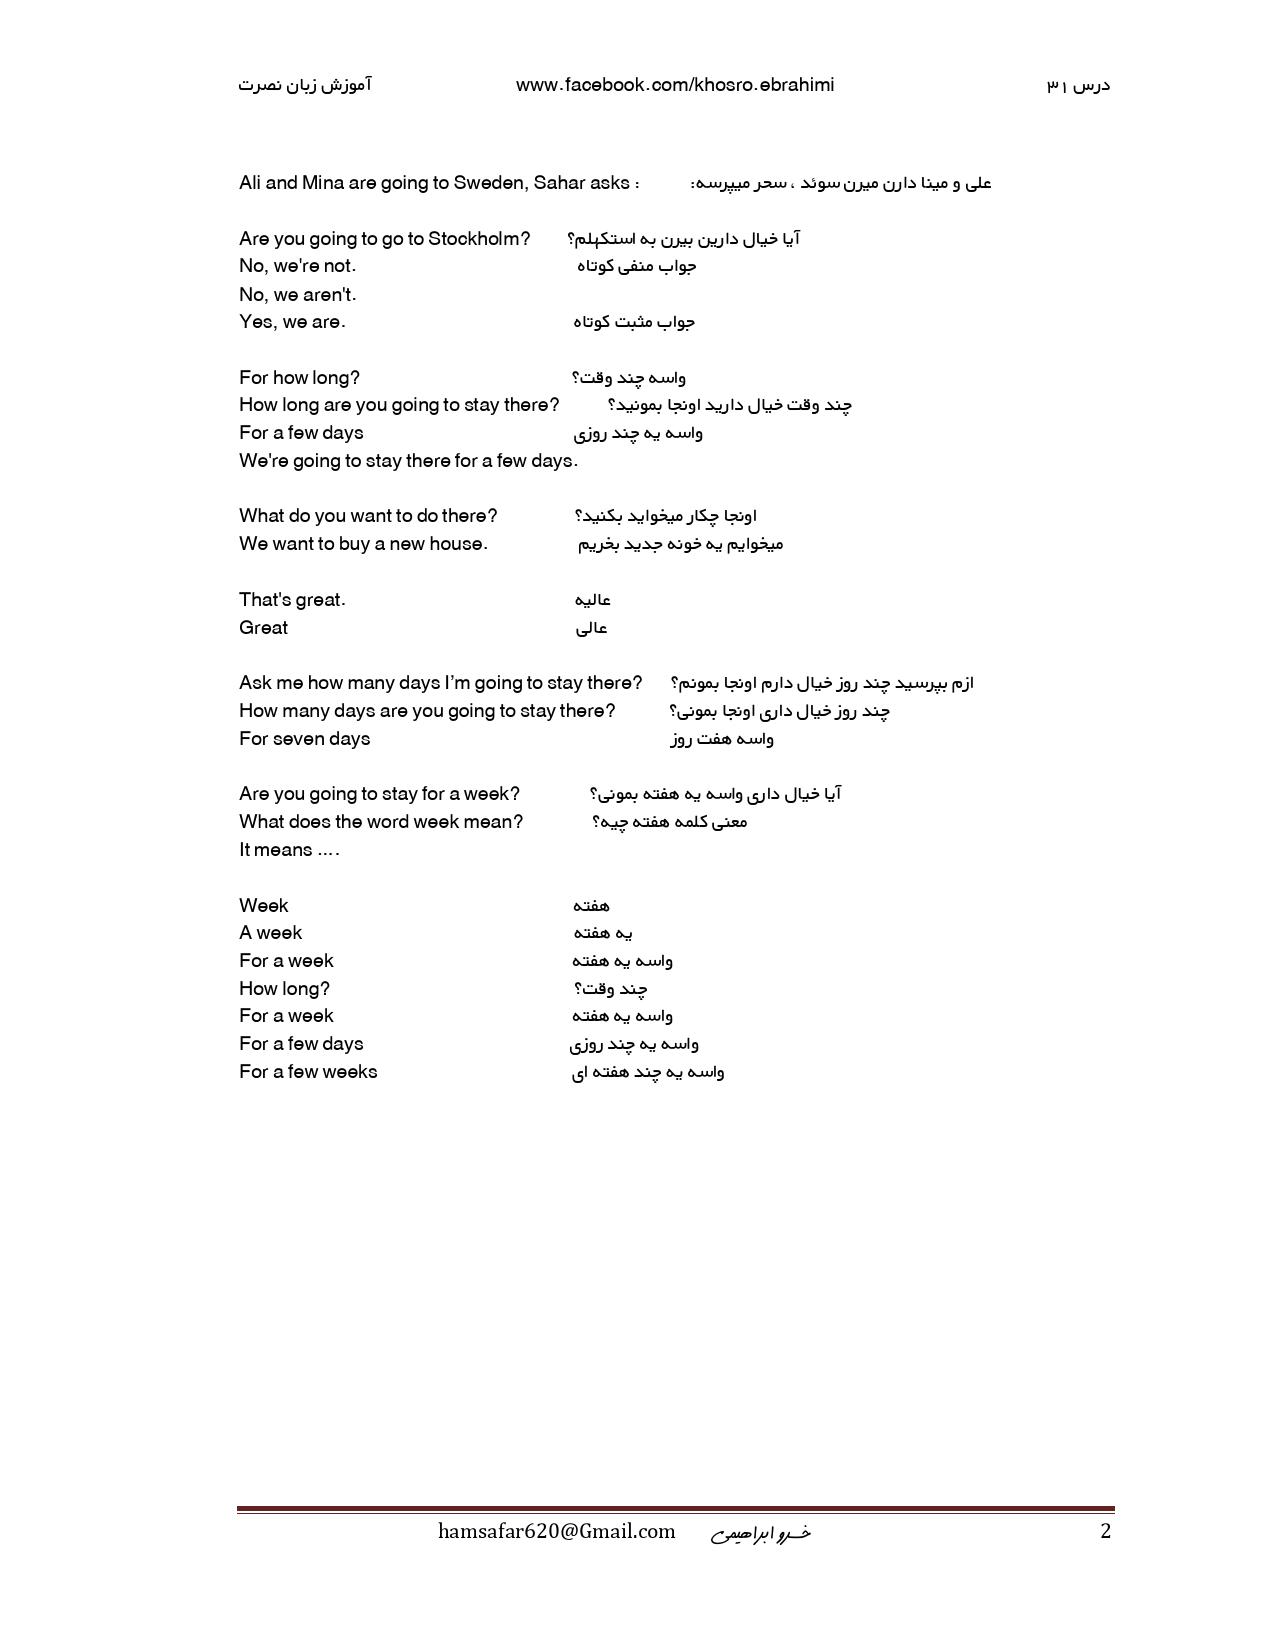 آموزش زبان نصرت www.facebook.com/khosro.ebrahimi درس ۳۱
Ali and Mina are going to Sweden, Sahar asks : علی و مینا دارن میرن سوئد ، سحر میپرسه:
Are you going to go to Stockholm? آیا خیال دارین بیرن به استکهلم؟
No, we're not. جواب منفی کوتاه
No, we aren't.
Yes, we are. جواب مثبت کوتاه
For how long? واسه چند وقت؟
How long are you going to stay there? چند وقت خیال دارید اونجا بمونید؟
For a few days واسه یه چند روزی
We're going to stay there for a few days.
What do you want to do there? اونجا چکار میخواید بکنید؟
We want to buy a new house. میخوایم یه خونه جدید بخریم
That's great. عالیه
Great عالی
Ask me how many days I’m going to stay there? ازم بپرسید چند روز خیال دارم اونجا بمونم؟
How many days are you going to stay there? چند روز خیال داری اونجا بمونی؟
For seven days واسه هفت روز
Are you going to stay for a week? آیا خیال داری واسه یه هفته بمونی؟
What does the word week mean? معنی کلمه هفته چیه؟
It means ….
Week هفته
A week یه هفته
For a week واسه یه هفته
How long? چند وقت؟
For a week واسه یه هفته
For a few days واسه یه چند روزی
For a few weeks واسه یه چند هفته ای
hamsafar620@Gmail.com خسرو ابراهیمی 2